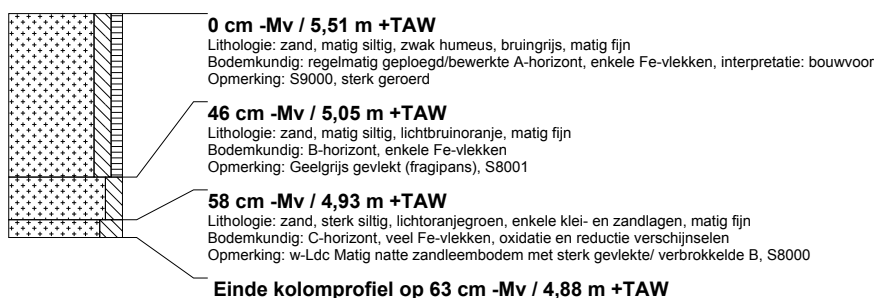 0 cm -Mv / 5,51 m +TAW
Lithologie: zand, matig siltig, zwak humeus, bruingrijs, matig fijn
Bodemkundig: regelmatig geploegd/bewerkte A-horizont, enkele Fe-vlekken, interpretatie: bouwvoor
Opmerking: S9000, sterk geroerd
46 cm -Mv / 5,05 m +TAW
Lithologie: zand, matig siltig, lichtbruinoranje, matig fijn
Bodemkundig: B-horizont, enkele Fe-vlekken
Opmerking: Geelgrijs gevlekt (fragipans), S8001
58 cm -Mv / 4,93 m +TAW
Lithologie: zand, sterk siltig, lichtoranjegroen, enkele klei- en zandlagen, matig fijn
Bodemkundig: C-horizont, veel Fe-vlekken, oxidatie en reductie verschijnselen
Opmerking: w-Ldc Matig natte zandleembodem met sterk gevlekte/ verbrokkelde B, S8000
Einde kolomprofiel op 63 cm -Mv / 4,88 m +TAW